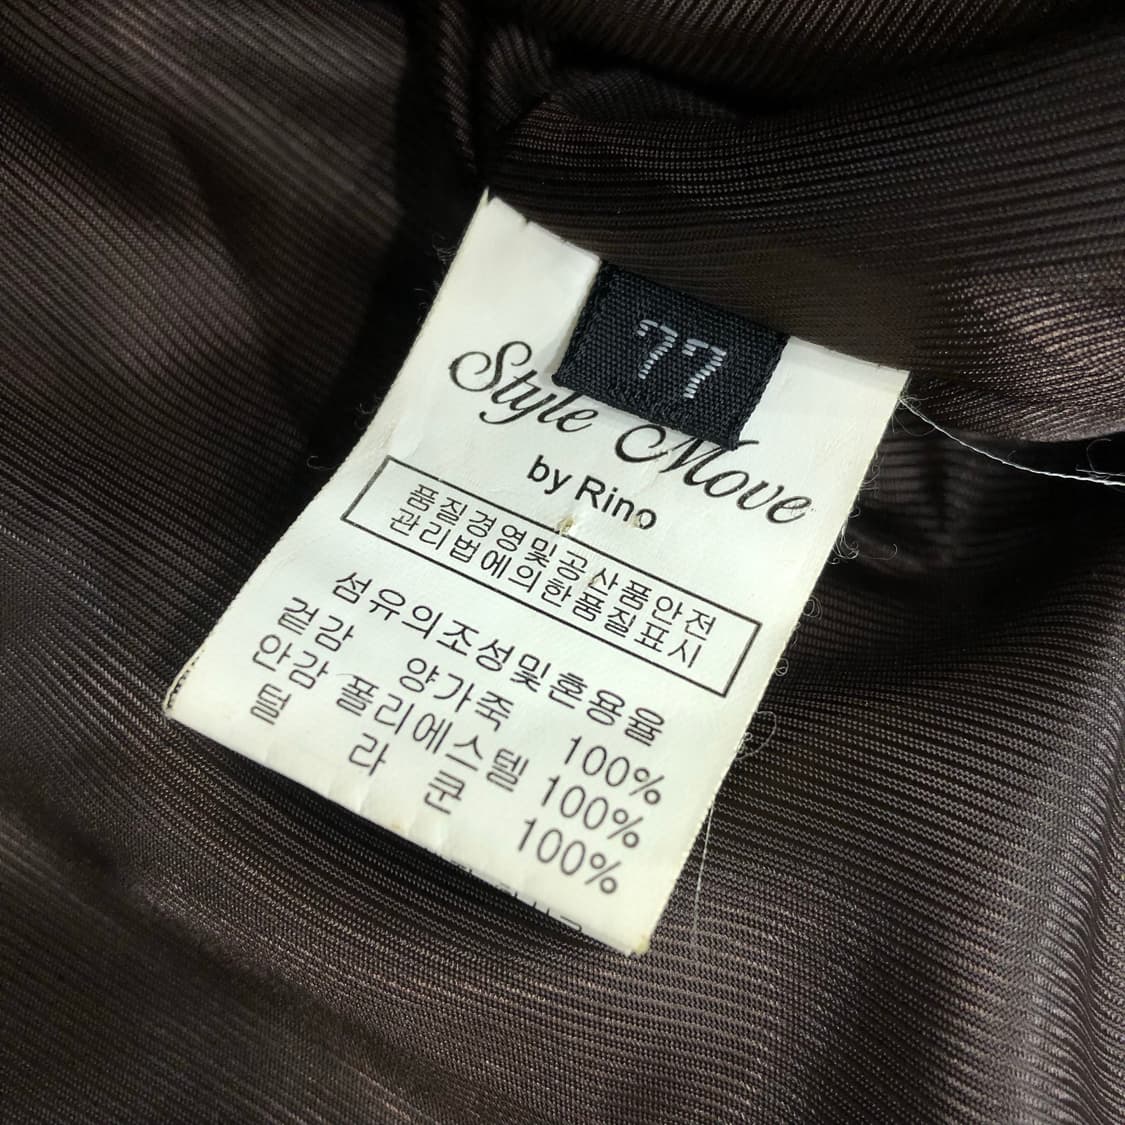 77
Style Move
by Rino
품질경영및공산품안전
관리법에의한품질표시
섬유의조성및혼용율
겉감 양가죽 100%
안감 폴리에스텔 100%
털 라 쿤 100%